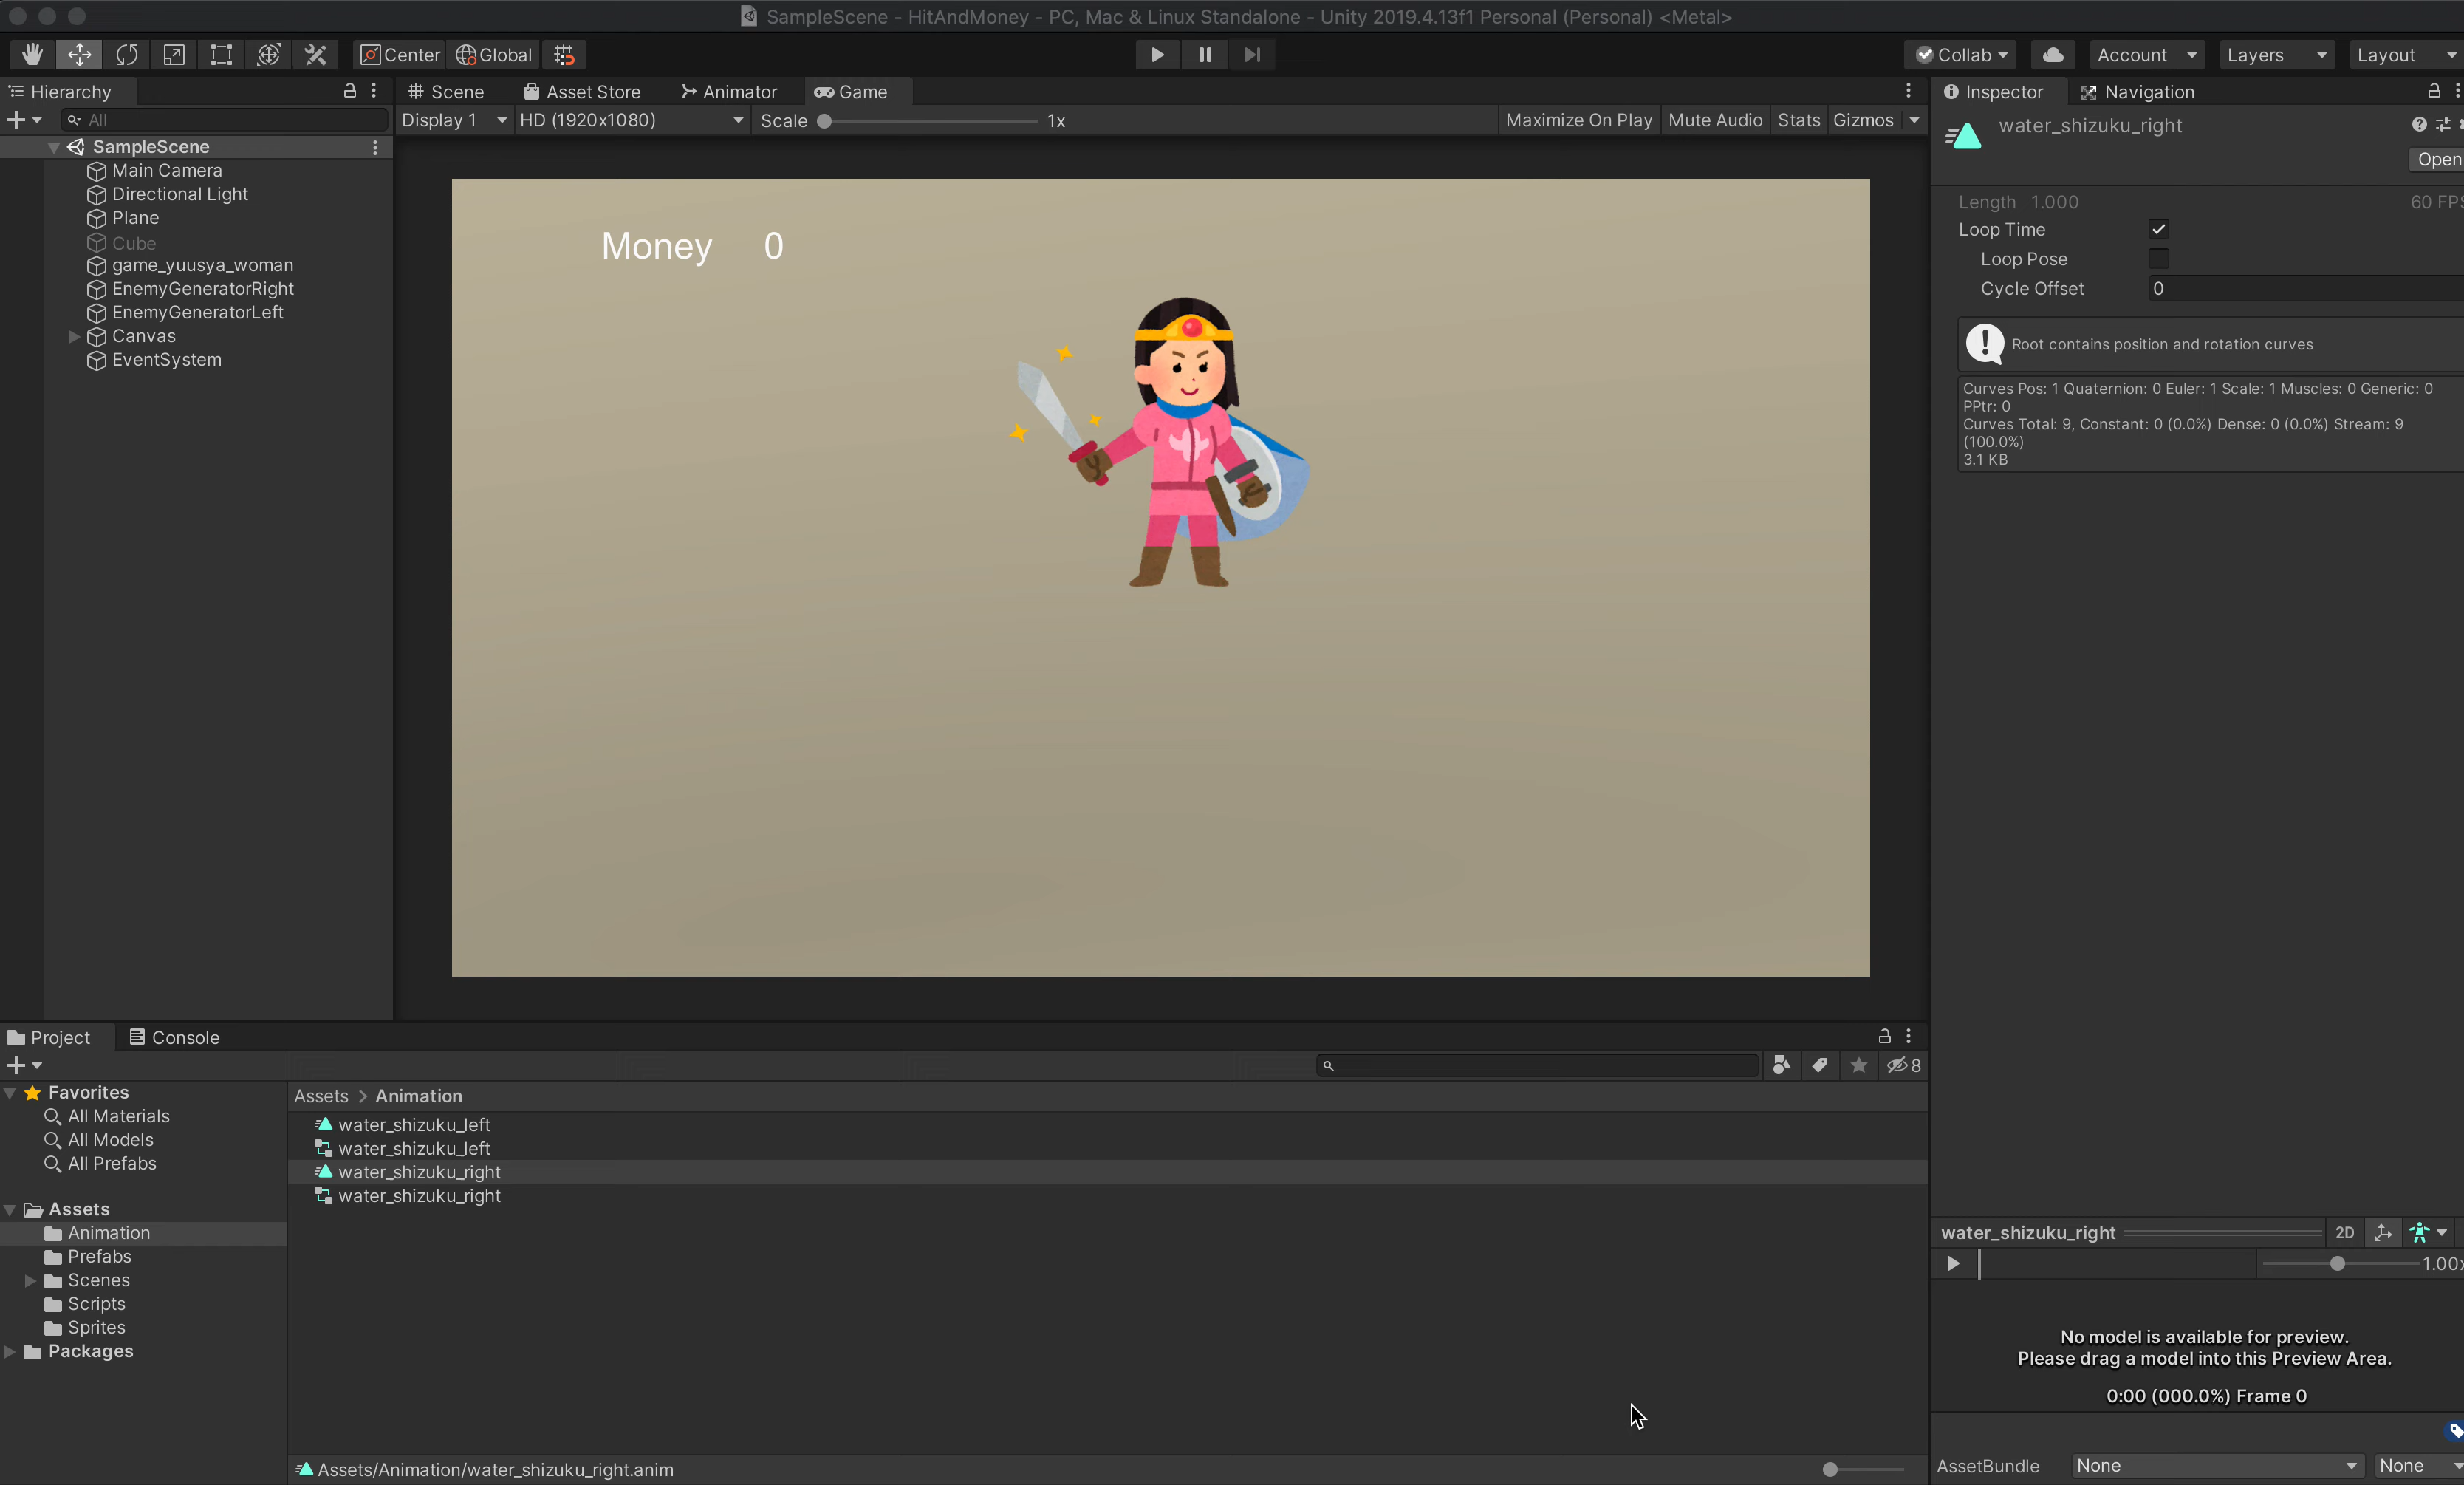 SampleScene - HitAndMoney - PC, Mac & Linux Standalone - Unity 2019.4.13f1 Personal (Personal) <Metal>
Center Global Collab Account Layers Layout
Hierarchy
All
SampleScene
Main Camera
Directional Light
Plane
Cube
game_yuusya_woman
EnemyGeneratorRight
EnemyGeneratorLeft
Canvas
EventSystem
Scene Asset Store Animator Game
Display 1 HD (1920x1080) Scale 1x Maximize On Play Mute Audio Stats Gizmos
Money 0
Inspector Navigation
water_shizuku_right
Open
Length 1.000 60 FPS
Loop Time
Loop Pose
Cycle Offset 0
Root contains position and rotation curves
Curves Pos: 1 Quaternion: 0 Euler: 1 Scale: 1 Muscles: 0 Generic: 0
PPtr: 0
Curves Total: 9, Constant: 0 (0.0%) Dense: 0 (0.0%) Stream: 9
(100.0%)
3.1 KB
Project Console
8
Favorites
All Materials
All Models
All Prefabs
Assets
Animation
Prefabs
Scenes
Scripts
Sprites
Packages
Assets > Animation
water_shizuku_left
water_shizuku_left
water_shizuku_right
water_shizuku_right
Assets/Animation/water_shizuku_right.anim
water_shizuku_right 2D
1.00x
No model is available for preview.
Please drag a model into this Preview Area.
0:00 (000.0%) Frame 0
AssetBundle None None